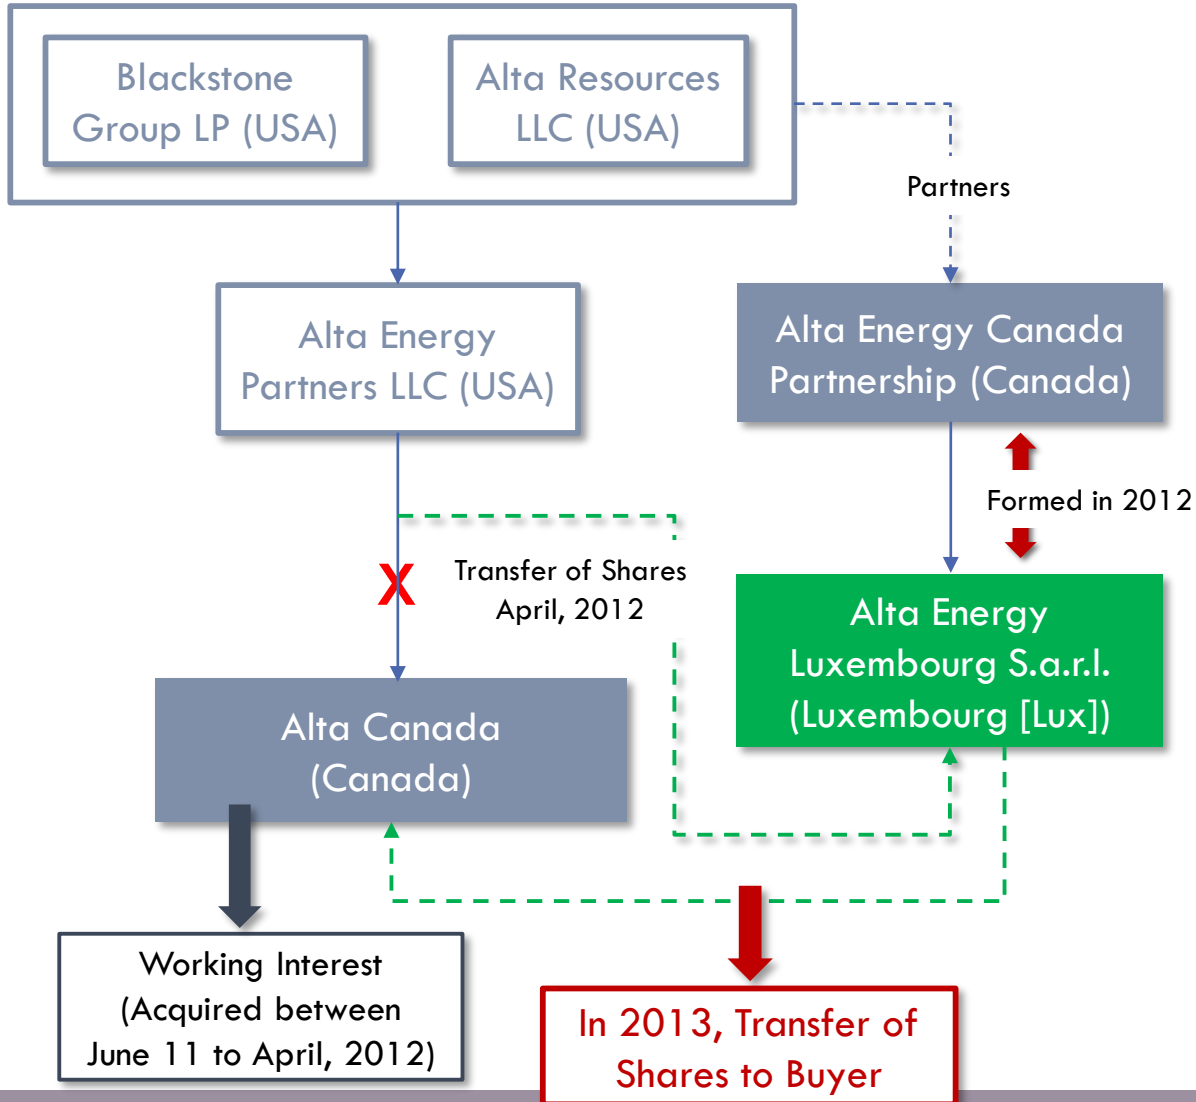 Blackstone
Group LP (USA)
Alta Resources
LLC (USA)
Partners
Alta Energy
Partners LLC (USA)
Alta Energy Canada
Partnership (Canada)
Formed in 2012
X
Transfer of Shares
April, 2012
Alta Energy
Luxembourg S.a.r.l.
(Luxembourg [Lux])
Alta Canada
(Canada)
Working Interest
(Acquired between
June 11 to April, 2012)
In 2013, Transfer of
Shares to Buyer